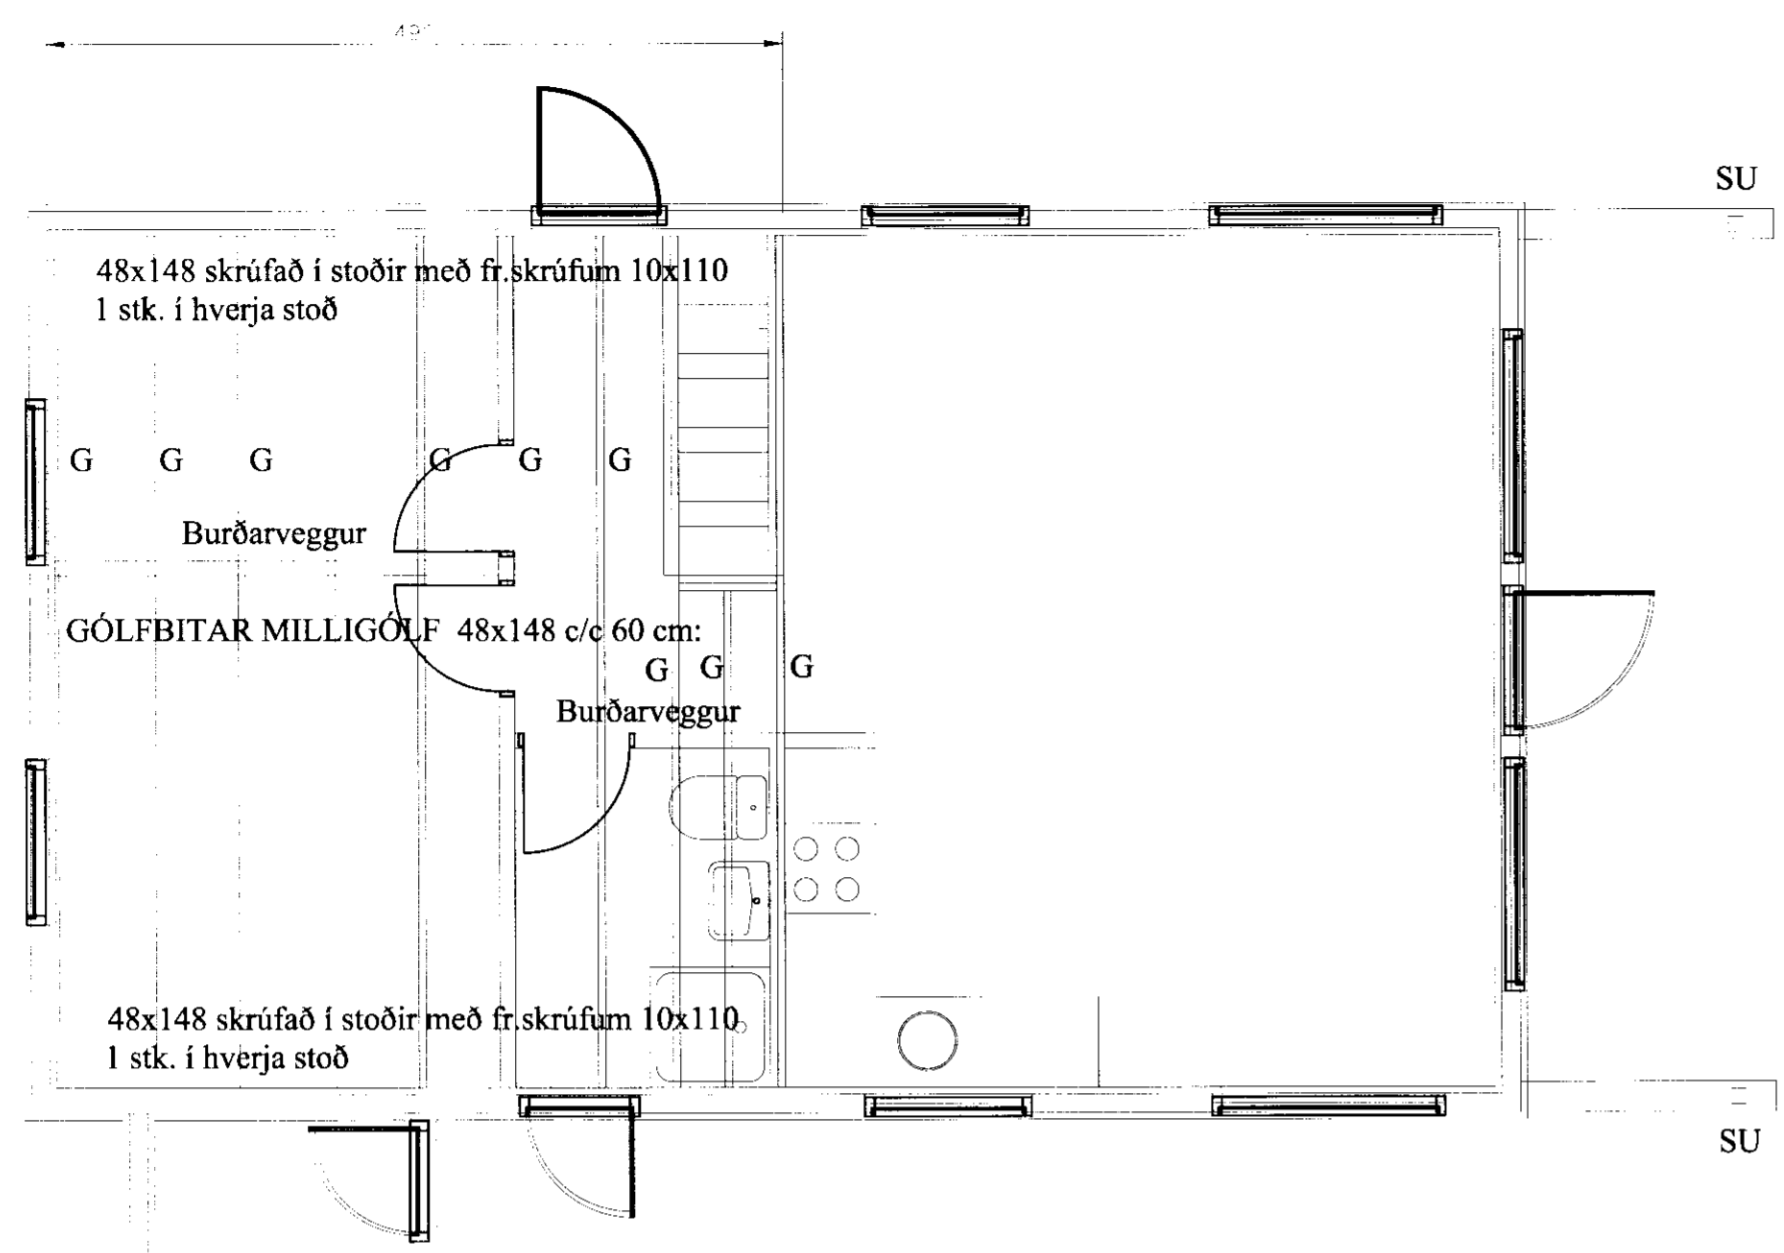 SU
48x148 skrúfað í stoðir með fr.skrúfum 10x110
1 stk. í hverja stoð
G G G G G G
Burðarveggur
GÓLFBITAR MILLIGÓLF 48x148 c/c 60 cm:
G G G
Burðarveggur
48x148 skrúfað í stoðir með fr.skrúfum 10x110
1 stk. í hverja stoð
SU